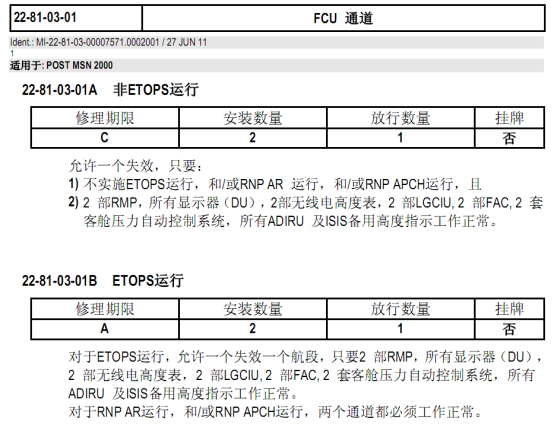 22-81-03-01 FCU 通道
Ident.: MI-22-81-03-00007571.0002001 / 27 JUN 11
1
适用于: POST MSN 2000
22-81-03-01A 非ETOPS运行
修理期限 安装数量 放行数量 挂牌
C 2 1 否
允许一个失效，只要：
1) 不实施ETOPS运行，和/或RNP AR 运行，和/或RNP APCH运行，且
2) 2 部RMP，所有显示器（DU），2部无线电高度表，2 部LGCIU, 2 部FAC, 2 套
客舱压力自动控制系统，所有ADIRU 及ISIS备用高度指示工作正常。
22-81-03-01B ETOPS运行
修理期限 安装数量 放行数量 挂牌
A 2 1 否
对于ETOPS运行，允许一个失效一个航段，只要2 部RMP，所有显示器（DU），
2 部无线电高度表，2 部LGCIU, 2 部FAC, 2 套客舱压力自动控制系统，所有
ADIRU 及ISIS备用高度指示工作正常。
对于RNP AR运行，和/或RNP APCH运行，两个通道都必须工作正常。